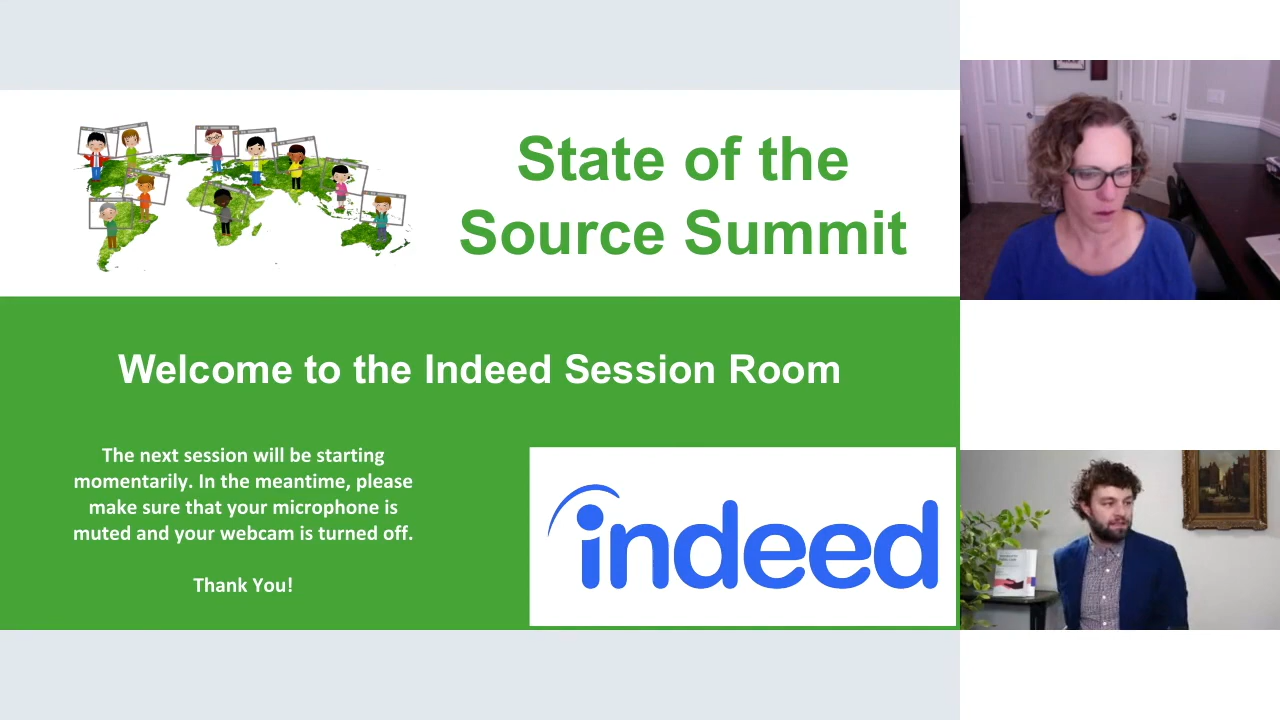 State of the
Source Summit
Welcome to the Indeed Session Room
The next session will be starting
momentarily. In the meantime, please
make sure that your microphone is
muted and your webcam is turned off.
Thank You!
indeed